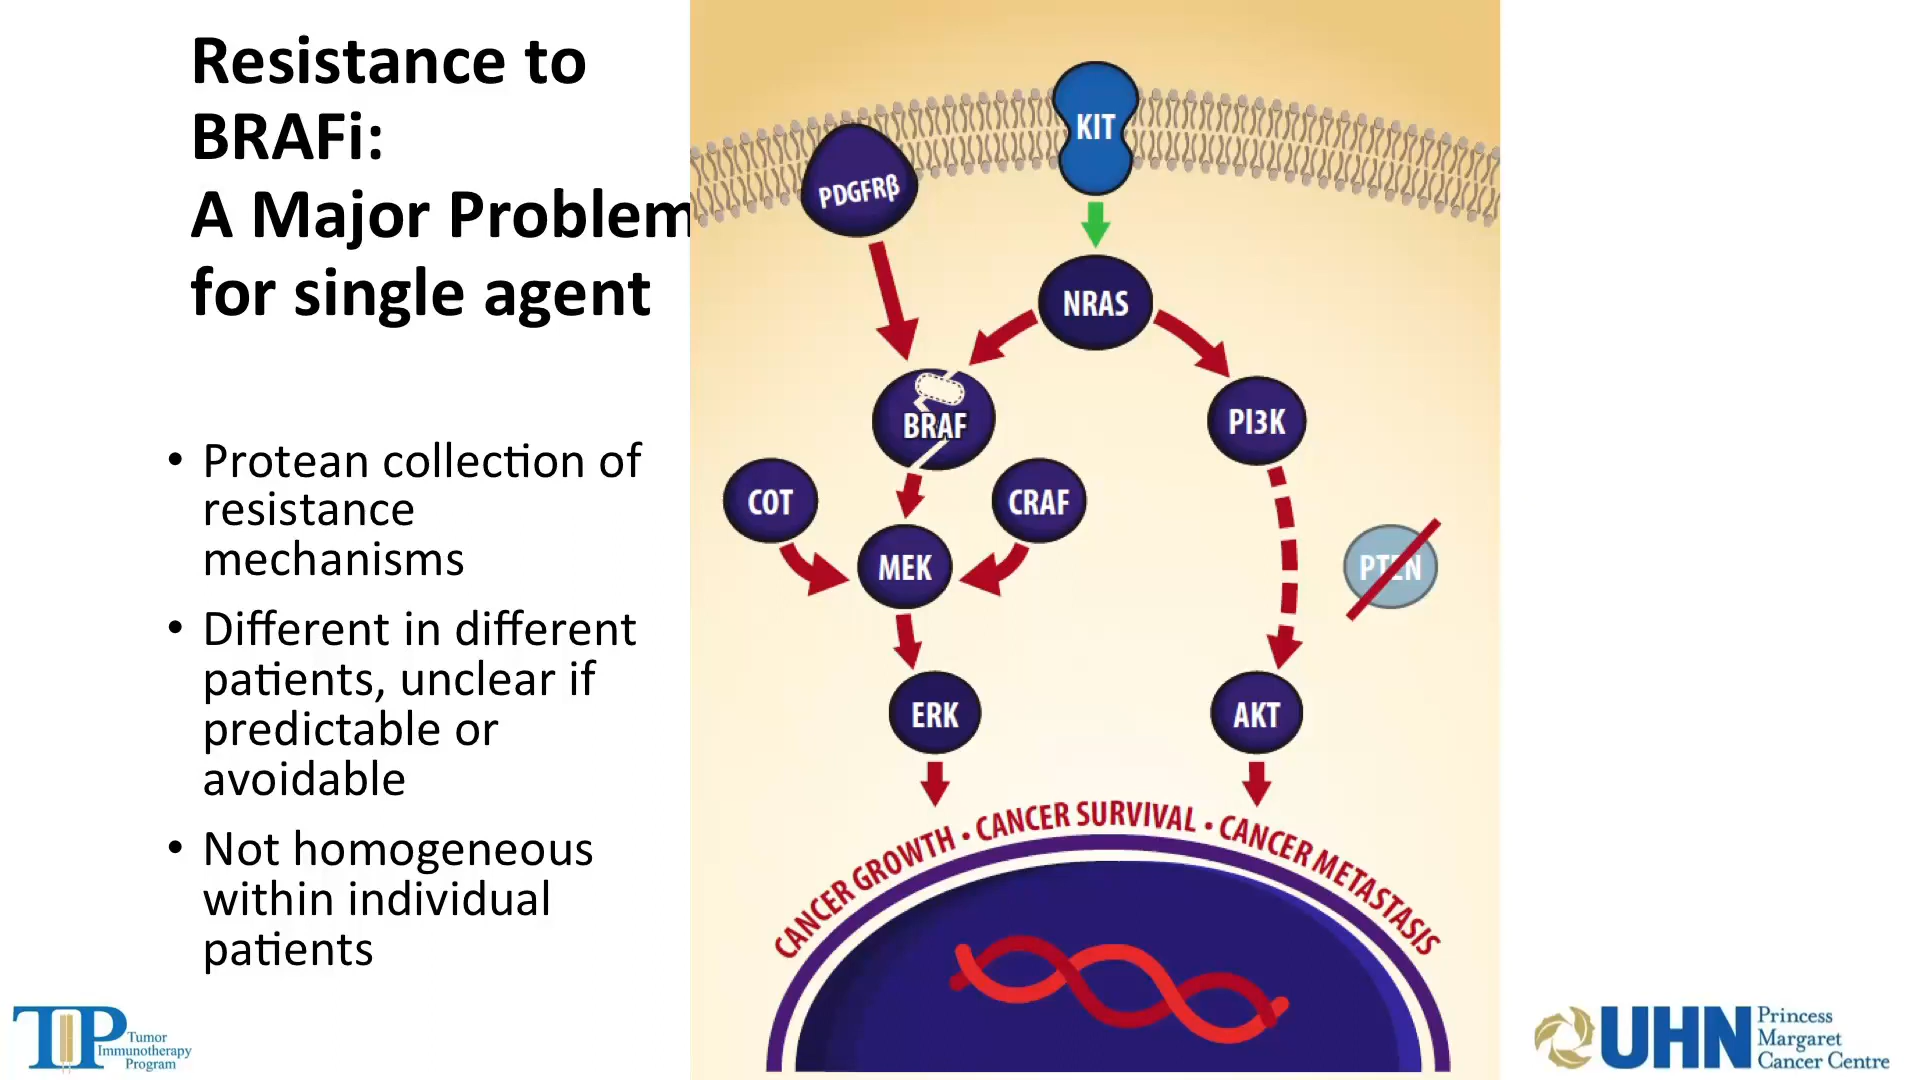 Resistance to
BRAFi:
A Major Problem
for single agent
• Protean collection of
resistance
mechanisms
• Different in different
patients, unclear if
predictable or
avoidable
• Not homogeneous
within individual
patients
KIT
PDGFRβ
NRAS
BRAF
PI3K
COT
CRAF
MEK
PTEN
ERK
AKT
CANCER GROWTH • CANCER SURVIVAL • CANCER METASTASIS
TIP
Tumor
Immunotherapy
Program
UHN
Princess
Margaret
Cancer Centre